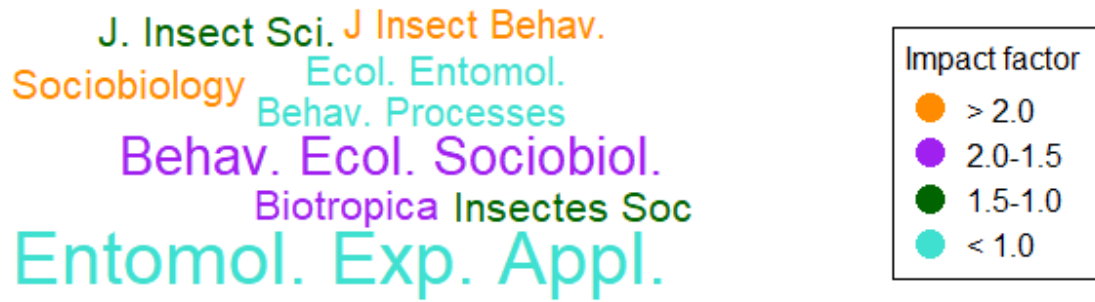 J. Insect Sci. J Insect Behav.
Sociobiology Ecol. Entomol.
Behav. Processes
Behav. Ecol. Sociobiol.
Biotropica Insectes Soc
Entomol. Exp. Appl.
Impact factor
> 2.0
2.0-1.5
1.5-1.0
< 1.0